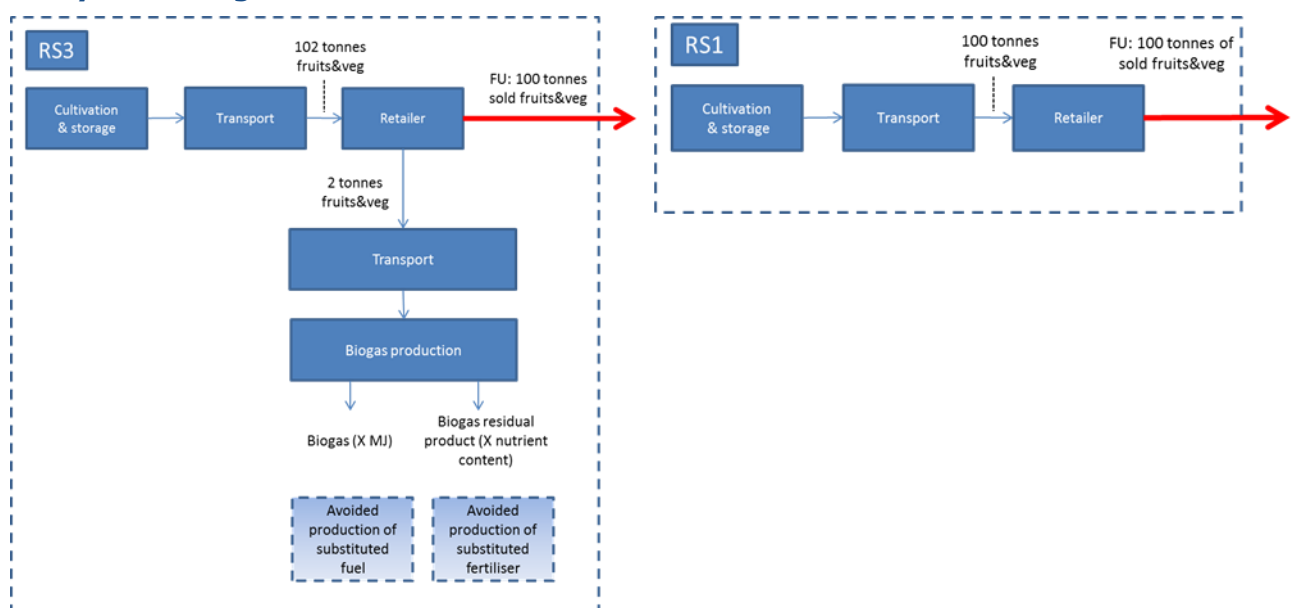 RS3
102 tonnes
fruits&veg
FU: 100 tonnes
sold fruits&veg
Cultivation
& storage
Transport
Retailer
2 tonnes
fruits&veg
Transport
Biogas production
Biogas (X MJ)
Biogas residual
product (X nutrient
content)
Avoided
production of
substituted
fuel
Avoided
production of
substituted
fertiliser
RS1
100 tonnes
fruits&veg
FU: 100 tonnes of
sold fruits&veg
Cultivation
& storage
Transport
Retailer